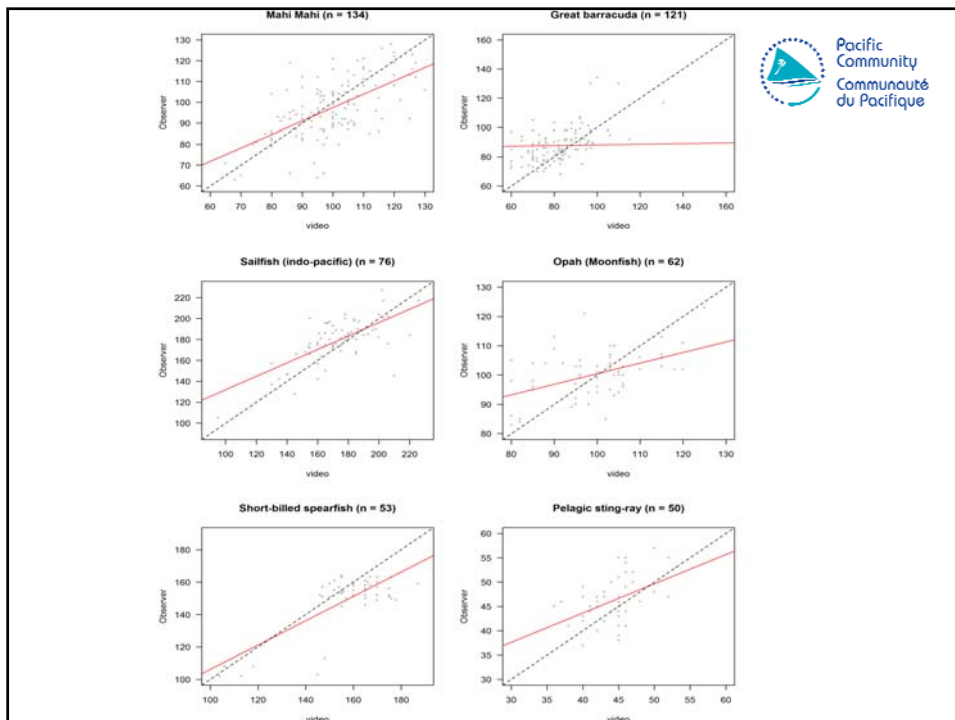 Mahi Mahi (n = 134)
130
120
110
100
90
80
70
60
Observer
60 70 80 90 100 110 120 130
video
Great barracuda (n = 121)
160
140
120
100
80
60
Observer
60 80 100 120 140 160
video
Pacific
Community
Communauté
du Pacifique
Sailfish (indo-pacific) (n = 76)
220
200
180
160
140
120
100
Observer
100 120 140 160 180 200 220
video
Opah (Moonfish) (n = 62)
130
120
110
100
90
80
Observer
80 90 100 110 120 130
video
Short-billed spearfish (n = 53)
180
160
140
120
100
Observer
100 120 140 160 180
video
Pelagic sting-ray (n = 50)
60
55
50
45
40
35
30
Observer
30 35 40 45 50 55 60
video